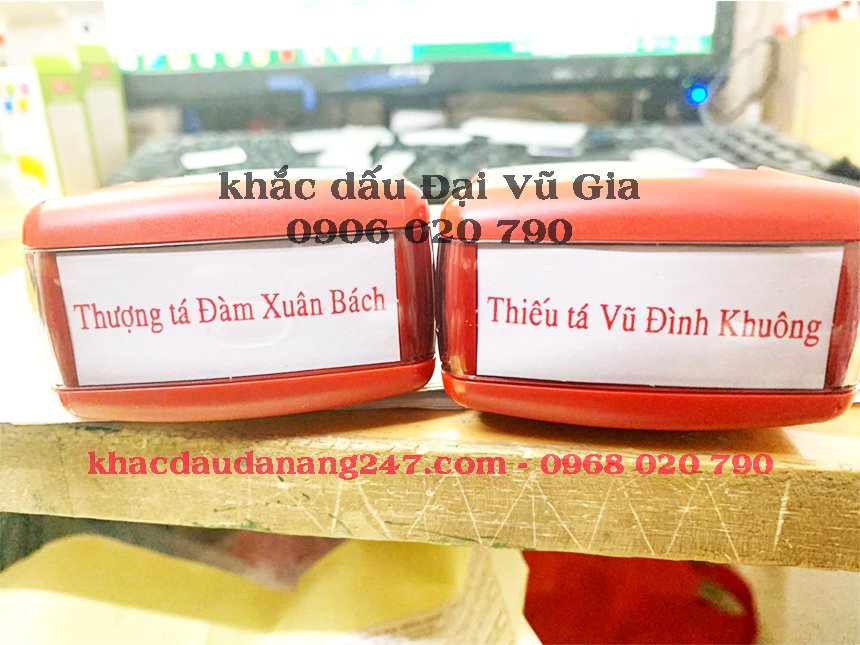 khắc dấu Đại Vũ Gia
0906 020 790
Thượng tá Đàm Xuân Bách
Thiếu tá Vũ Đình Khuông
khacdaudanang247.com - 0968 020 790